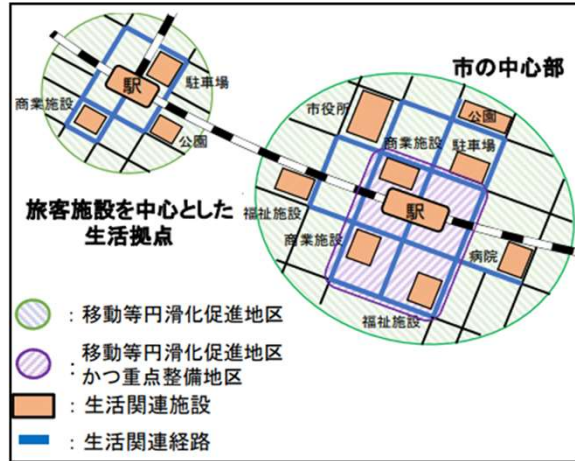 市の中心部
駅
駐車場
商業施設
公園
市役所
公園
商業施設
駐車場
旅客施設を中心とした
生活拠点
福祉施設
駅
商業施設
病院
福祉施設
：移動等円滑化促進地区
：移動等円滑化促進地区
かつ重点整備地区
：生活関連施設
：生活関連経路